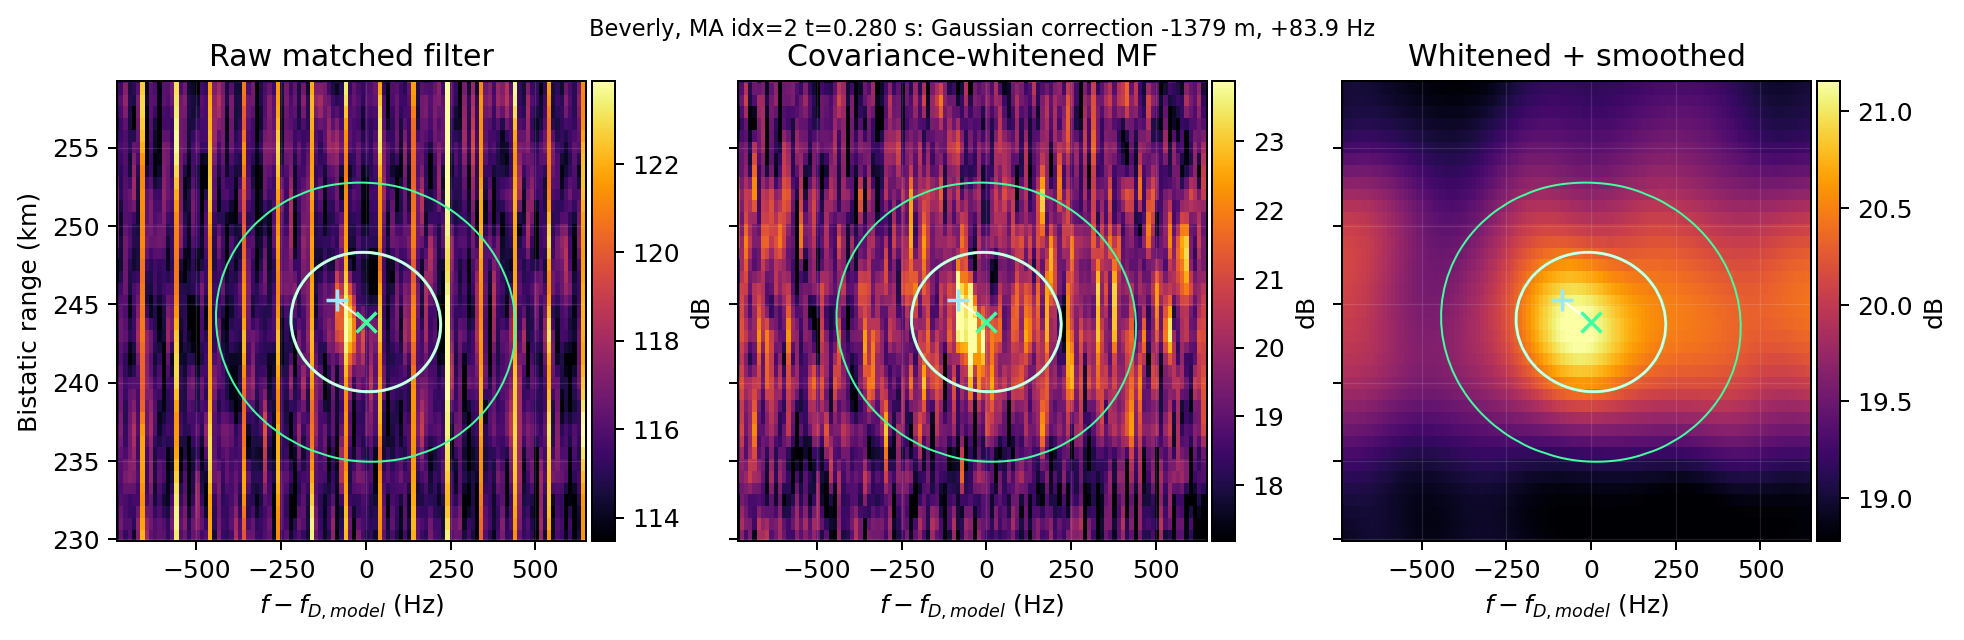 Beverly, MA idx=2 t=0.280 s: Gaussian correction -1379 m, +83.9 Hz
Raw matched filter
Covariance-whitened MF
Whitened + smoothed
Bistatic range (km)
255
250
245
240
235
230
−500 −250 0 250 500
f − f_{D, model} (Hz)
122
120
118
116
114
dB
−500 −250 0 250 500
f − f_{D, model} (Hz)
23
22
21
20
19
18
dB
−500 −250 0 250 500
f − f_{D, model} (Hz)
21.0
20.5
20.0
19.5
19.0
dB